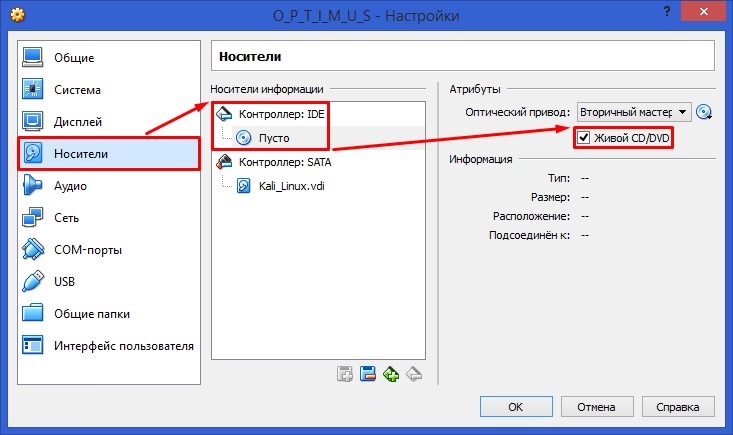 O_P_T_I_M_U_S - Настройки
?
Общие
Система
Дисплей
Носители
Аудио
Сеть
COM-порты
USB
Общие папки
Интерфейс пользователя
Носители
Носители информации
Контроллер: IDE
Пусто
Контроллер: SATA
Kali_Linux.vdi
Атрибуты
Оптический привод: Вторичный мастер
Живой CD/DVD
Информация
Тип: --
Размер: --
Расположение: --
Подсоединён к: --
OK Отмена Справка